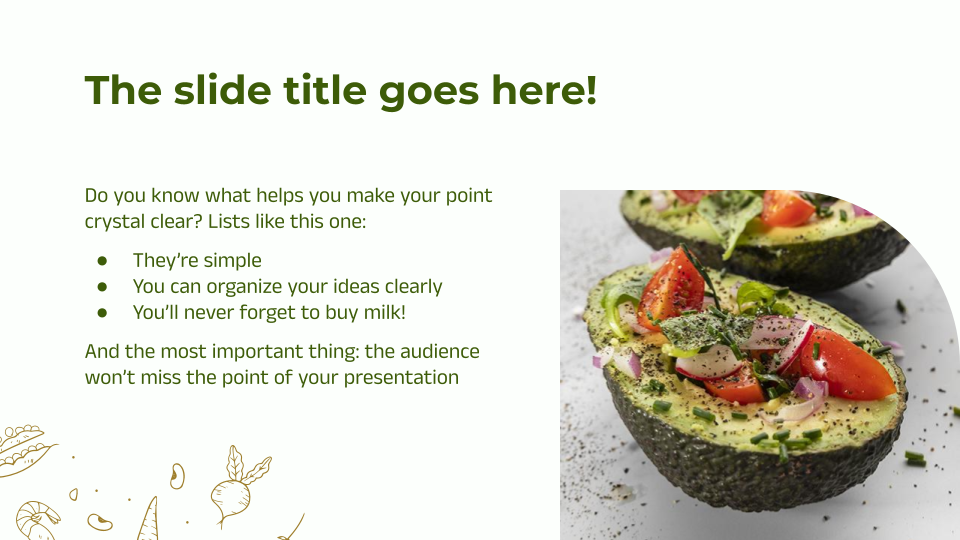 The slide title goes here!
Do you know what helps you make your point
crystal clear? Lists like this one:
● They’re simple
● You can organize your ideas clearly
● You’ll never forget to buy milk!
And the most important thing: the audience
won’t miss the point of your presentation